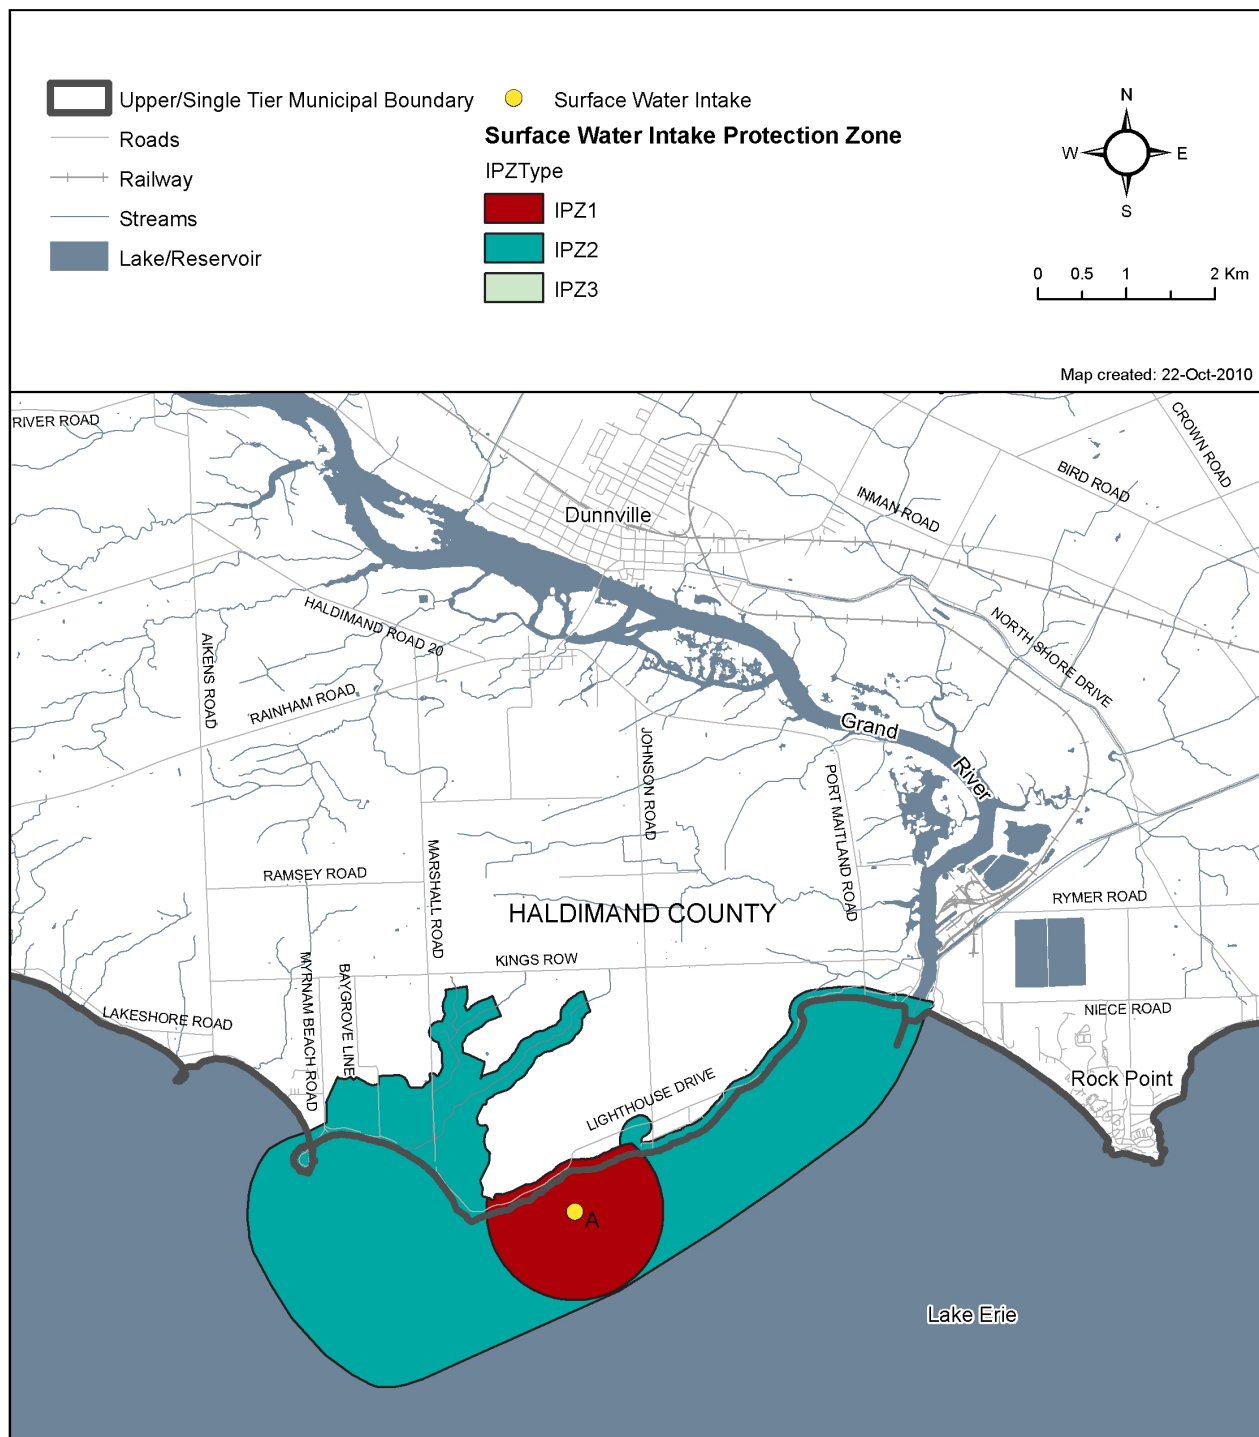 Upper/Single Tier Municipal Boundary
Roads
Railway
Streams
Lake/Reservoir
Surface Water Intake
Surface Water Intake Protection Zone
IPZType
IPZ1
IPZ2
IPZ3
N
W
E
S
0 0.5 1 2 Km
Map created: 22-Oct-2010
RIVER ROAD
CROWN ROAD
BIRD ROAD
INMAN ROAD
Dunnville
HALDIMAND ROAD 20
NORTH SHORE DRIVE
AIKENS ROAD
RAINHAM ROAD
Grand
River
JOHNSON ROAD
PORT MAITLAND ROAD
MARSHALL ROAD
RAMSEY ROAD
RYMER ROAD
HALDIMAND COUNTY
KINGS ROW
MYRNAM BEACH ROAD
BAYGROVE LINE
LAKESHORE ROAD
NIECE ROAD
Rock Point
LIGHTHOUSE DRIVE
A
Lake Erie